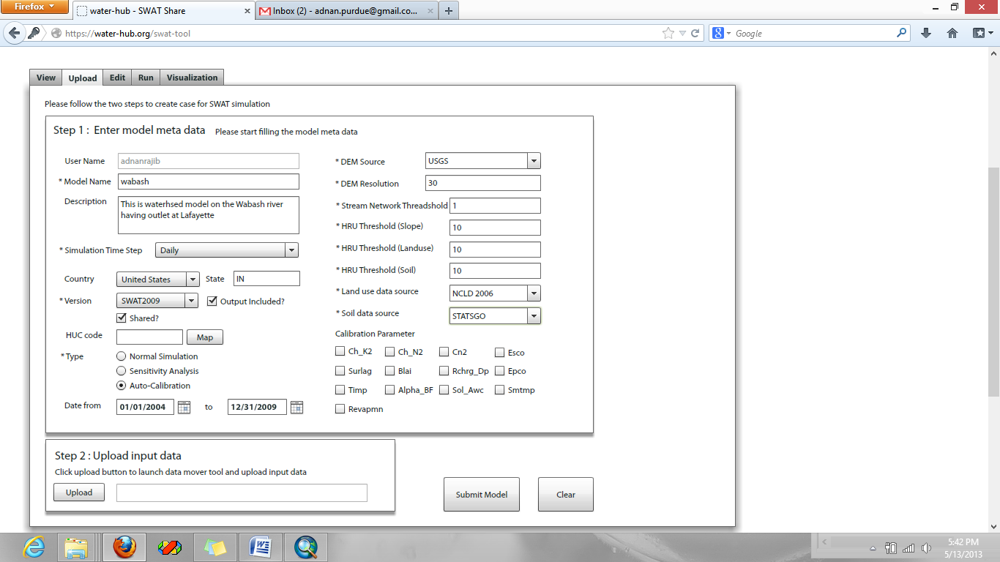 Firefox
water-hub - SWAT Share
Inbox (2) - adnan.purdue@gmail.co...
https://water-hub.org/swat-tool
Google
View Upload Edit Run Visualization
Please follow the two steps to create case for SWAT simulation
Step 1 : Enter model meta data Please start filling the model meta data
User Name adnanrajib
* Model Name wabash
Description This is waterhsed model on the Wabash river
having outlet at Lafayette
* Simulation Time Step Daily
Country United States State IN
* Version SWAT2009 Output Included?
Shared?
HUC code Map
* Type Normal Simulation
Sensitivity Analysis
Auto-Calibration
Date from 01/01/2004 to 12/31/2009
* DEM Source USGS
* DEM Resolution 30
* Stream Network Threadshold 1
* HRU Threshold (Slope) 10
* HRU Threshold (Landuse) 10
* HRU Threshold (Soil) 10
* Land use data source NCLD 2006
* Soil data source STATSGO
Calibration Parameter
Ch_K2 Ch_N2 Cn2 Esco
Surlag Blai Rchrg_Dp Epco
Timp Alpha_BF Sol_Awc Smtmp
Revapmn
Step 2 : Upload input data
Click upload button to launch data mover tool and upload input data
Upload
Submit Model Clear
5:42 PM
5/13/2013